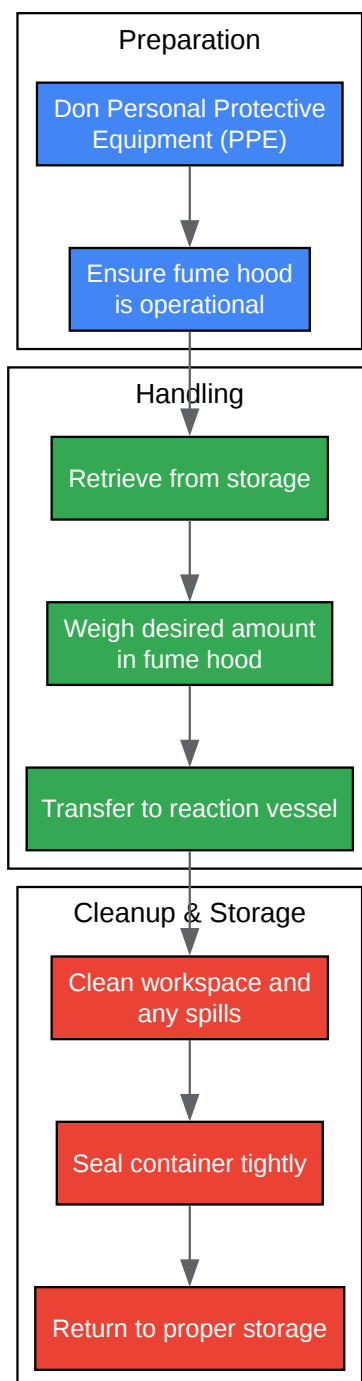 Preparation
Don Personal Protective
Equipment (PPE)
Ensure fume hood
is operational
Handling
Retrieve from storage
Weigh desired amount
in fume hood
Transfer to reaction vessel
Cleanup & Storage
Clean workspace and
any spills
Seal container tightly
Return to proper storage